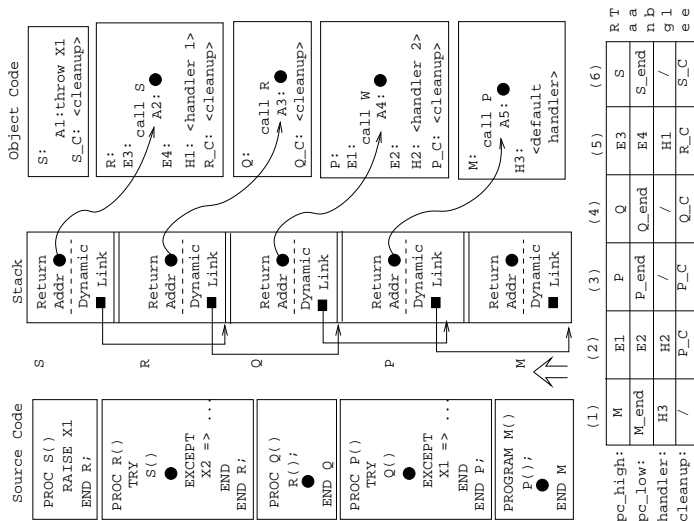 Source Code
Stack
Object Code
PROC S()
RAISE X1
END R;
S
Return
Addr
Dynamic
Link
S:
A1:throw X1
S_C: <cleanup>
PROC R()
TRY
S()
EXCEPT
X2 => ...
END
END R;
R
Return
Addr
Dynamic
Link
R:
E3: call S
A2:
E4:
H1: <handler 1>
R_C: <cleanup>
PROC Q()
R();
END Q
Q
Return
Addr
Dynamic
Link
Q:
call R
A3:
Q_C: <cleanup>
PROC P()
TRY
Q()
EXCEPT
X1 => ...
END
END P;
P
Return
Addr
Dynamic
Link
P:
E1: call W
A4:
E2:
H2: <handler 2>
P_C: <cleanup>
PROGRAM M()
P();
END M
M
Return
Addr
Dynamic
Link
M:
call P
A5:
H3:
<default
handler>
(1) (2) (3) (4) (5) (6)
pc_high: M E1 P Q E3 S
pc_low: M_end E2 P_end Q_end E4 S_end
handler: H3 H2 / / H1 /
cleanup: / P_C P_C Q_C R_C S_C
R T
a a
n b
g l
e e